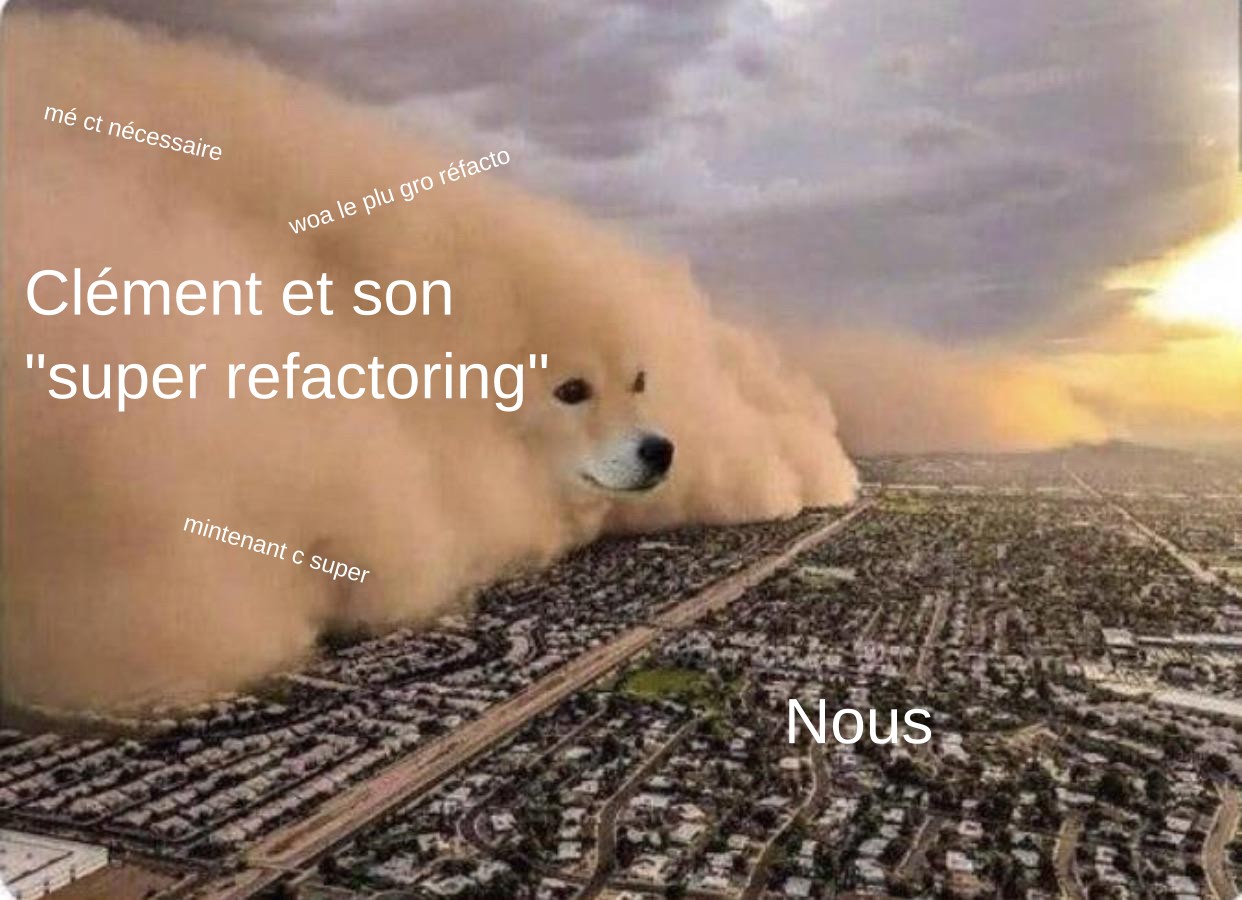 mé ct nécessaire
woa le plu gro réfacto
Clément et son
"super refactoring"
mintenant c super
Nous